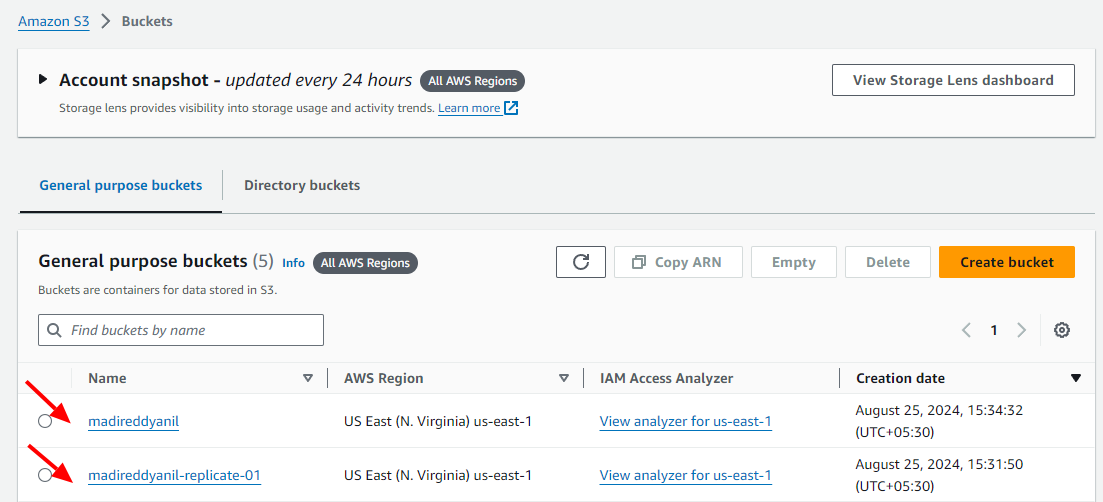 Amazon S3 > Buckets
Account snapshot - updated every 24 hours All AWS Regions View Storage Lens dashboard
Storage lens provides visibility into storage usage and activity trends. Learn more
General purpose buckets Directory buckets
General purpose buckets (5) Info All AWS Regions Copy ARN Empty Delete Create bucket
Buckets are containers for data stored in S3.
Find buckets by name 1
Name AWS Region IAM Access Analyzer Creation date
madireddyanil US East (N. Virginia) us-east-1 View analyzer for us-east-1 August 25, 2024, 15:34:32
(UTC+05:30)
madireddyanil-replicate-01 US East (N. Virginia) us-east-1 View analyzer for us-east-1 August 25, 2024, 15:31:50
(UTC+05:30)